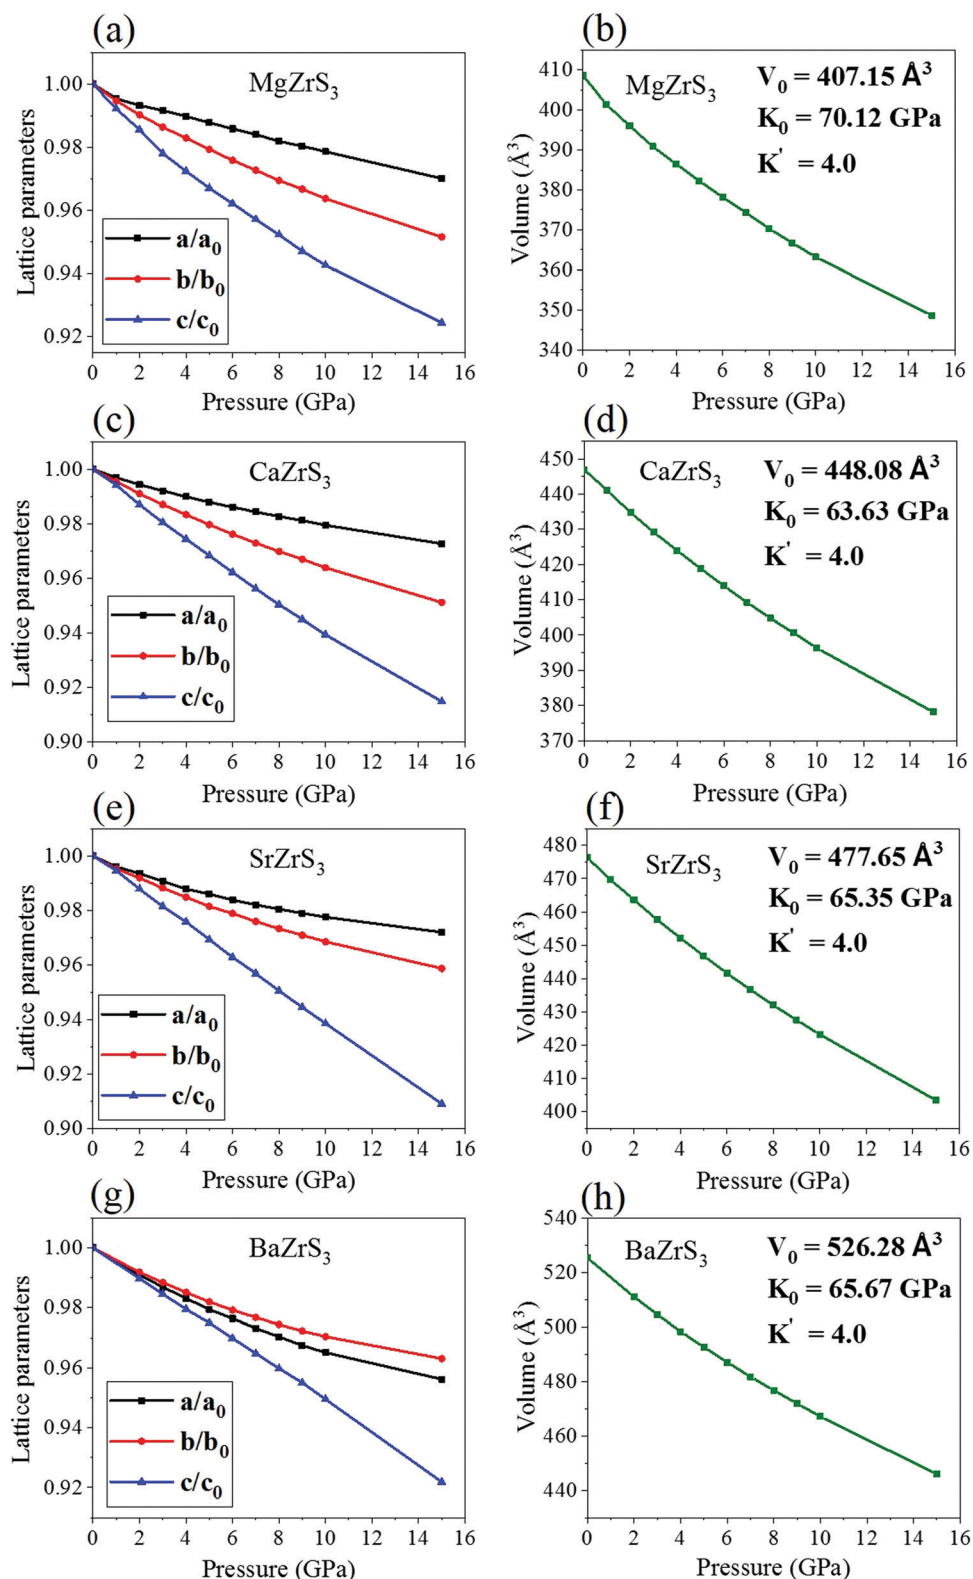 (a)
MgZrS₃
1.00
0.98
0.96
0.94
0.92
Lattice parameters
a/a₀
b/b₀
c/c₀
0 2 4 6 8 10 12 14 16
Pressure (GPa)
(b)
MgZrS₃
V₀ = 407.15 Å³
K₀ = 70.12 GPa
K' = 4.0
410
400
390
380
370
360
350
340
Volume (Å³)
0 2 4 6 8 10 12 14 16
Pressure (GPa)
(c)
CaZrS₃
1.00
0.98
0.96
0.94
0.92
0.90
Lattice parameters
a/a₀
b/b₀
c/c₀
0 2 4 6 8 10 12 14 16
Pressure (GPa)
(d)
CaZrS₃
V₀ = 448.08 Å³
K₀ = 63.63 GPa
K' = 4.0
450
440
430
420
410
400
390
380
370
Volume (Å³)
0 2 4 6 8 10 12 14 16
Pressure (GPa)
(e)
SrZrS₃
1.00
0.98
0.96
0.94
0.92
0.90
Lattice parameters
a/a₀
b/b₀
c/c₀
0 2 4 6 8 10 12 14 16
Pressure (GPa)
(f)
SrZrS₃
V₀ = 477.65 Å³
K₀ = 65.35 GPa
K' = 4.0
480
470
460
450
440
430
420
410
400
Volume (Å³)
0 2 4 6 8 10 12 14 16
Pressure (GPa)
(g)
BaZrS₃
1.00
0.98
0.96
0.94
0.92
Lattice parameters
a/a₀
b/b₀
c/c₀
0 2 4 6 8 10 12 14 16
Pressure (GPa)
(h)
BaZrS₃
V₀ = 526.28 Å³
K₀ = 65.67 GPa
K' = 4.0
540
520
500
480
460
440
Volume (Å³)
0 2 4 6 8 10 12 14 16
Pressure (GPa)